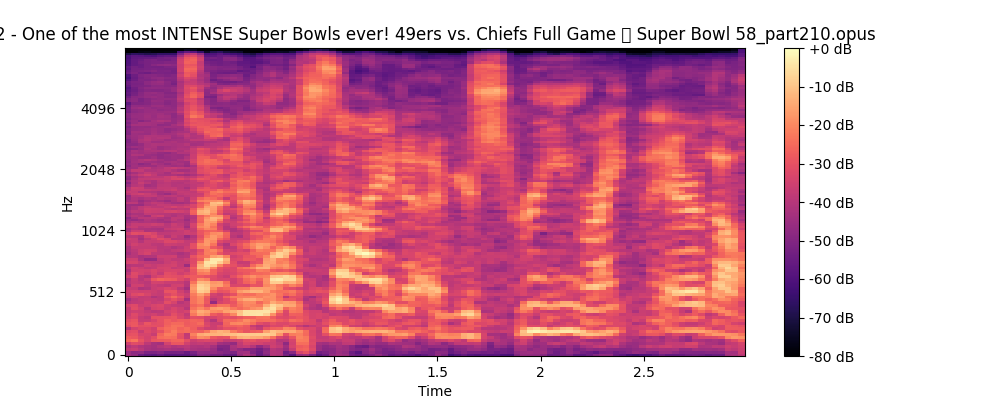 2 - One of the most INTENSE Super Bowls ever! 49ers vs. Chiefs Full Game ▯ Super Bowl 58_part210.opus
+0 dB
4096
-10 dB
-20 dB
2048
-30 dB
Hz
-40 dB
1024
-50 dB
512
-60 dB
-70 dB
0
-80 dB
0 0.5 1 1.5 2 2.5
Time